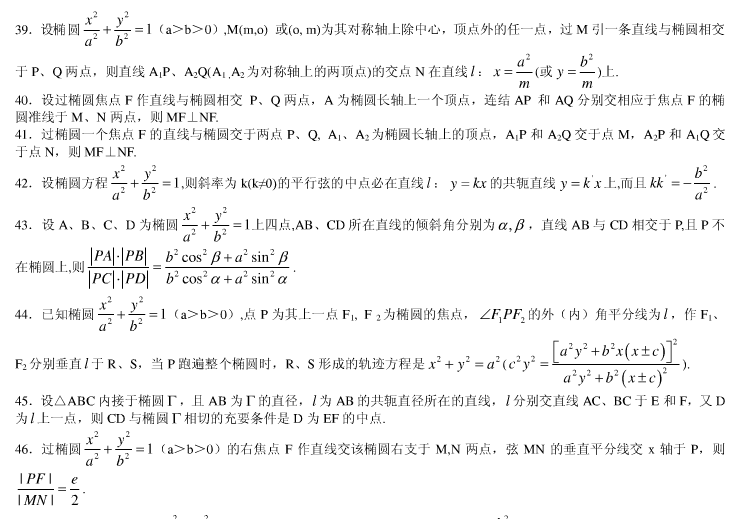 39．设椭圆 x²/a² + y²/b² = 1（a＞b＞0）,M(m,o) 或(o, m)为其对称轴上除中心，顶点外的任一点，过 M 引一条直线与椭圆相交
于 P、Q 两点，则直线 A₁P、A₂Q(A₁ ,A₂ 为对称轴上的两顶点)的交点 N 在直线 l：x = a²/m (或 y = b²/m )上.
40．设过椭圆焦点 F 作直线与椭圆相交 P、Q 两点，A 为椭圆长轴上一个顶点，连结 AP 和 AQ 分别交相应于焦点 F 的椭
圆准线于 M、N 两点，则 MF⊥NF.
41．过椭圆一个焦点 F 的直线与椭圆交于两点 P、Q, A₁、A₂为椭圆长轴上的顶点，A₁P 和 A₂Q 交于点 M，A₂P 和 A₁Q 交
于点 N，则 MF⊥NF.
42．设椭圆方程 x²/a² + y²/b² = 1,则斜率为 k(k≠0)的平行弦的中点必在直线 l：y = kx 的共轭直线 y = k'x 上,而且 kk' = -b²/a² .
43．设 A、B、C、D 为椭圆 x²/a² + y²/b² = 1上四点,AB、CD 所在直线的倾斜角分别为 α, β，直线 AB 与 CD 相交于 P,且 P 不
在椭圆上,则 |PA|·|PB| / |PC|·|PD| = (b² cos² β + a² sin² β) / (b² cos² α + a² sin² α) .
44．已知椭圆 x²/a² + y²/b² = 1（a＞b＞0）,点 P 为其上一点 F₁, F ₂为椭圆的焦点，∠F₁PF₂ 的外（内）角平分线为 l，作 F₁、
F₂ 分别垂直 l 于 R、S，当 P 跑遍整个椭圆时，R、S 形成的轨迹方程是 x² + y² = a² ( c²y² = [a²y² + b²x(x ± c)]² / (a²y² + b²(x ± c)²) ).
45．设△ABC 内接于椭圆 Γ，且 AB 为 Γ 的直径，l 为 AB 的共轭直径所在的直线，l 分别交直线 AC、BC 于 E 和 F，又 D
为 l 上一点，则 CD 与椭圆 Γ 相切的充要条件是 D 为 EF 的中点.
46．过椭圆 x²/a² + y²/b² = 1（a＞b＞0）的右焦点 F 作直线交该椭圆右支于 M,N 两点，弦 MN 的垂直平分线交 x 轴于 P，则
|PF| / |MN| = e/2 .